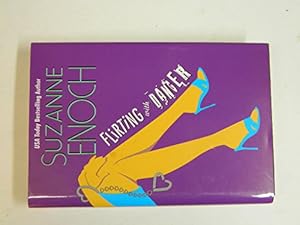 USA Today Bestselling Author
SUZANNE
ENOCH
FLIRTING with DANGER